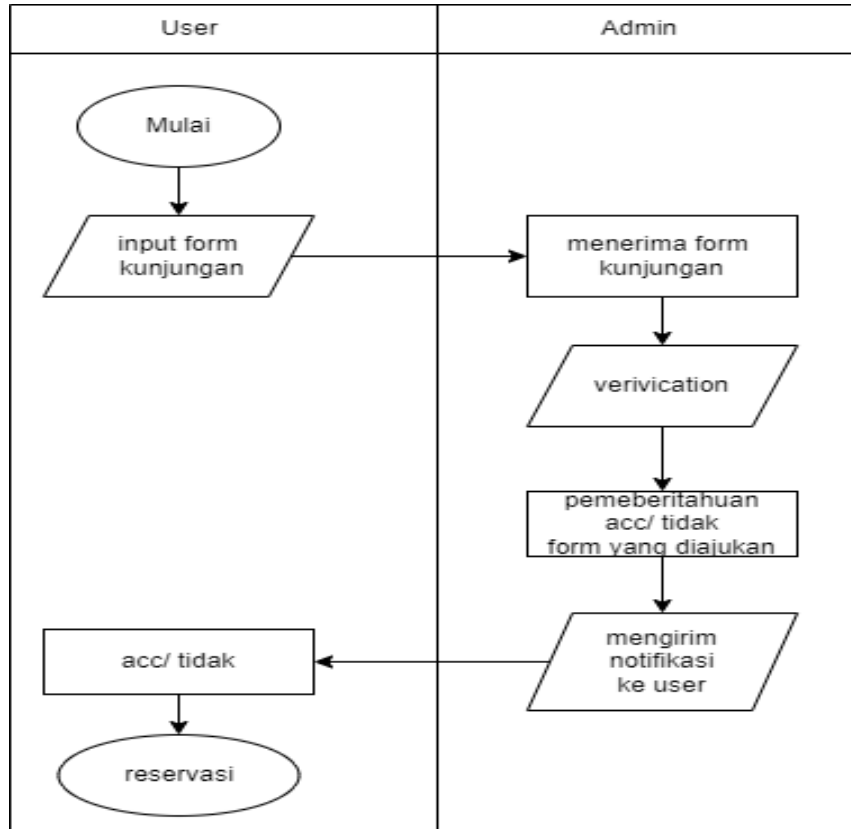 User
Admin
Mulai
input form
kunjungan
menerima form
kunjungan
verivication
pemeberitahuan
acc/ tidak
form yang diajukan
mengirim
notifikasi
ke user
acc/ tidak
reservasi